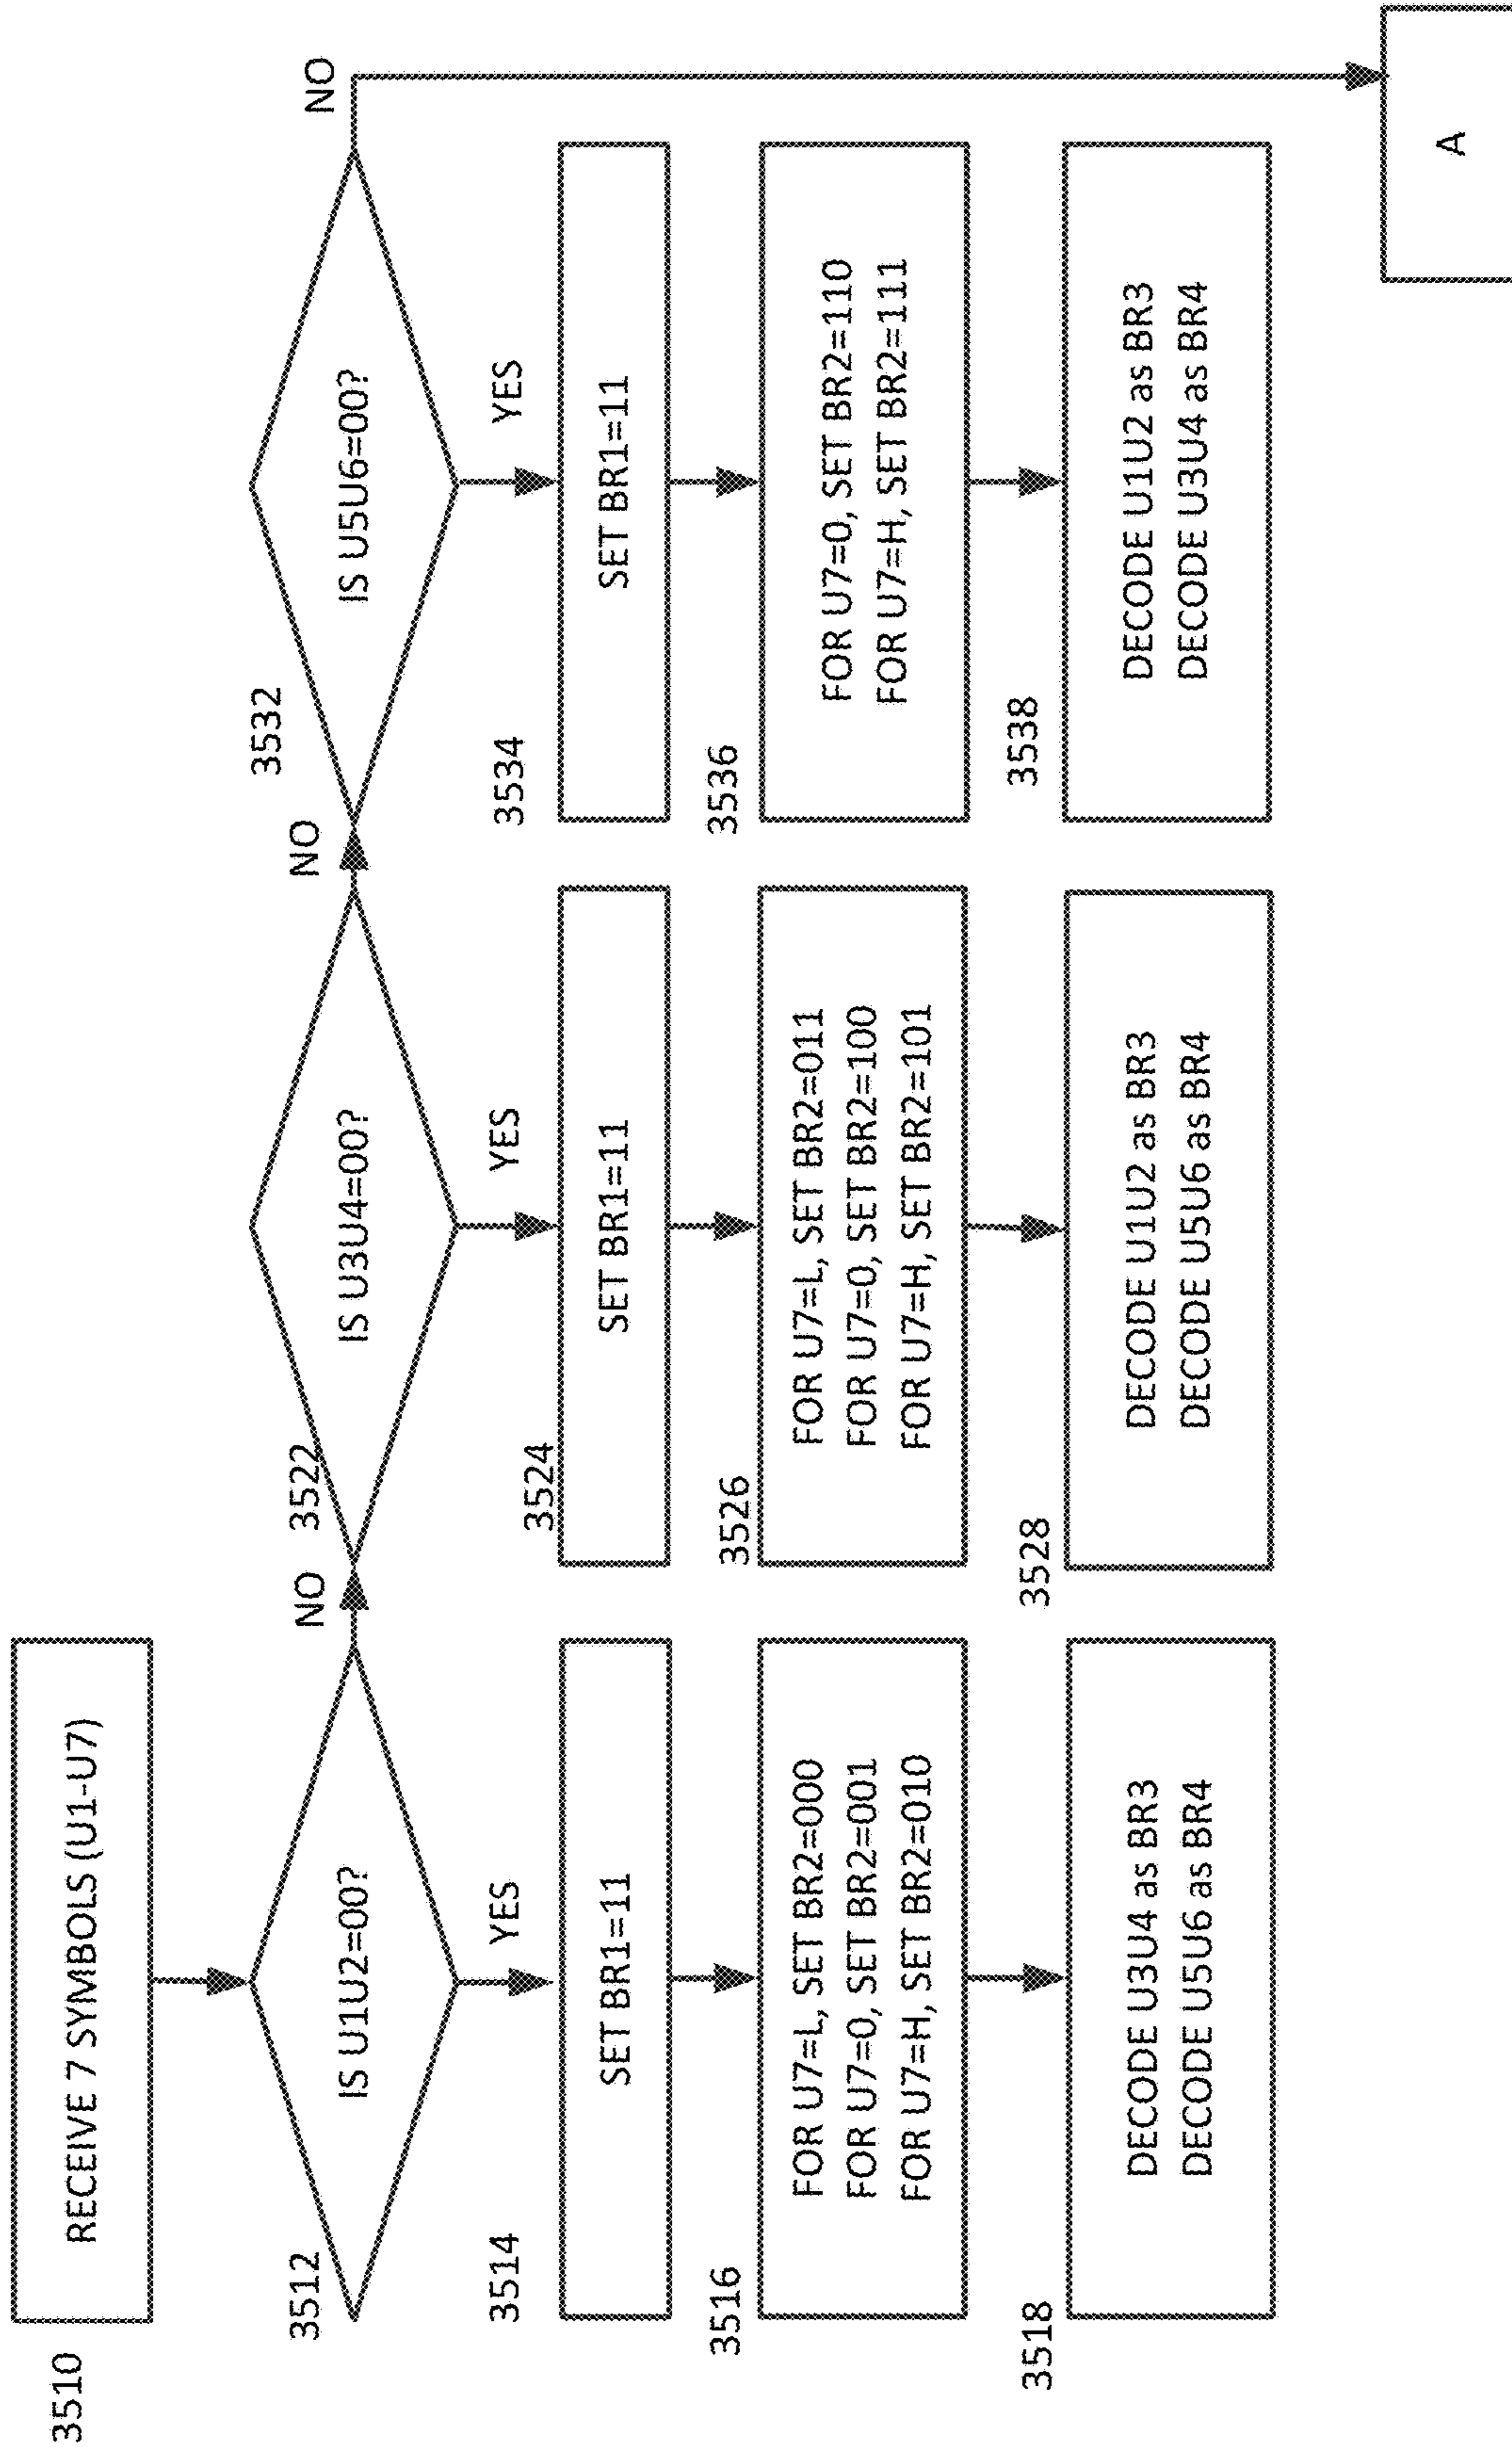 3510
RECEIVE 7 SYMBOLS (U1-U7)
3512
IS U1U2=00?
NO
YES
3514
SET BR1=11
3516
FOR U7=L, SET BR2=000
FOR U7=0, SET BR2=001
FOR U7=H, SET BR2=010
3518
DECODE U3U4 as BR3
DECODE U5U6 as BR4
3522
IS U3U4=00?
NO
YES
3524
SET BR1=11
3526
FOR U7=L, SET BR2=011
FOR U7=0, SET BR2=100
FOR U7=H, SET BR2=101
3528
DECODE U1U2 as BR3
DECODE U5U6 as BR4
3532
IS U5U6=00?
NO
YES
3534
SET BR1=11
3536
FOR U7=0, SET BR2=110
FOR U7=H, SET BR2=111
3538
DECODE U1U2 as BR3
DECODE U3U4 as BR4
A